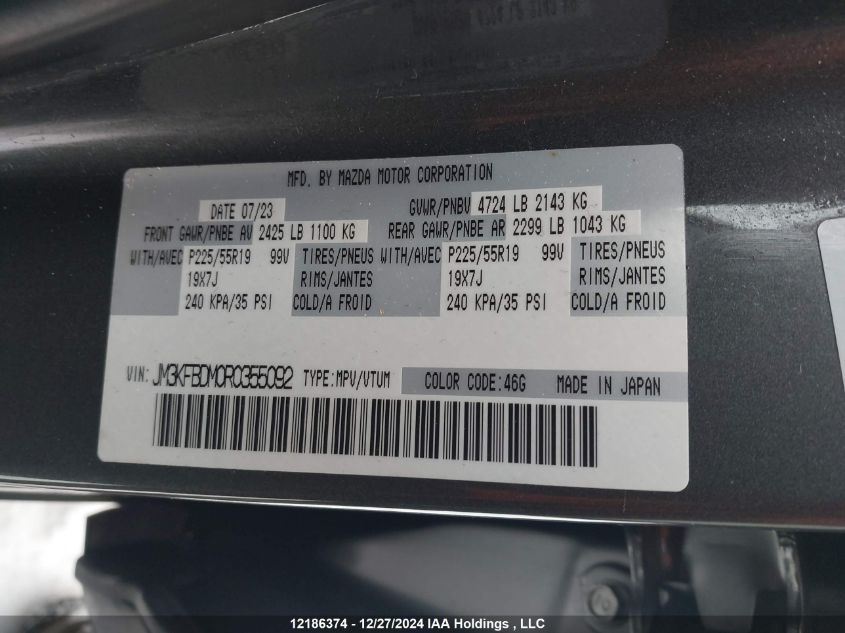 MFD. BY MAZDA MOTOR CORPORATION
DATE 07/23 GVWR/PNBV 4724 LB 2143 KG
FRONT GAWR/PNBE AV 2425 LB 1100 KG REAR GAWR/PNBE AR 2299 LB 1043 KG
WITH/AVEC P225/55R19 99V TIRES/PNEUS WITH/AVEC P225/55R19 99V TIRES/PNEUS
19X7J RIMS/JANTES 19X7J RIMS/JANTES
240 KPA/35 PSI COLD/A FROID 240 KPA/35 PSI COLD/A FROID
VIN: JM3KFBDM0R0355092 TYPE:MPV/VTUM COLOR CODE:46G MADE IN JAPAN
12186374 - 12/27/2024 IAA Holdings , LLC